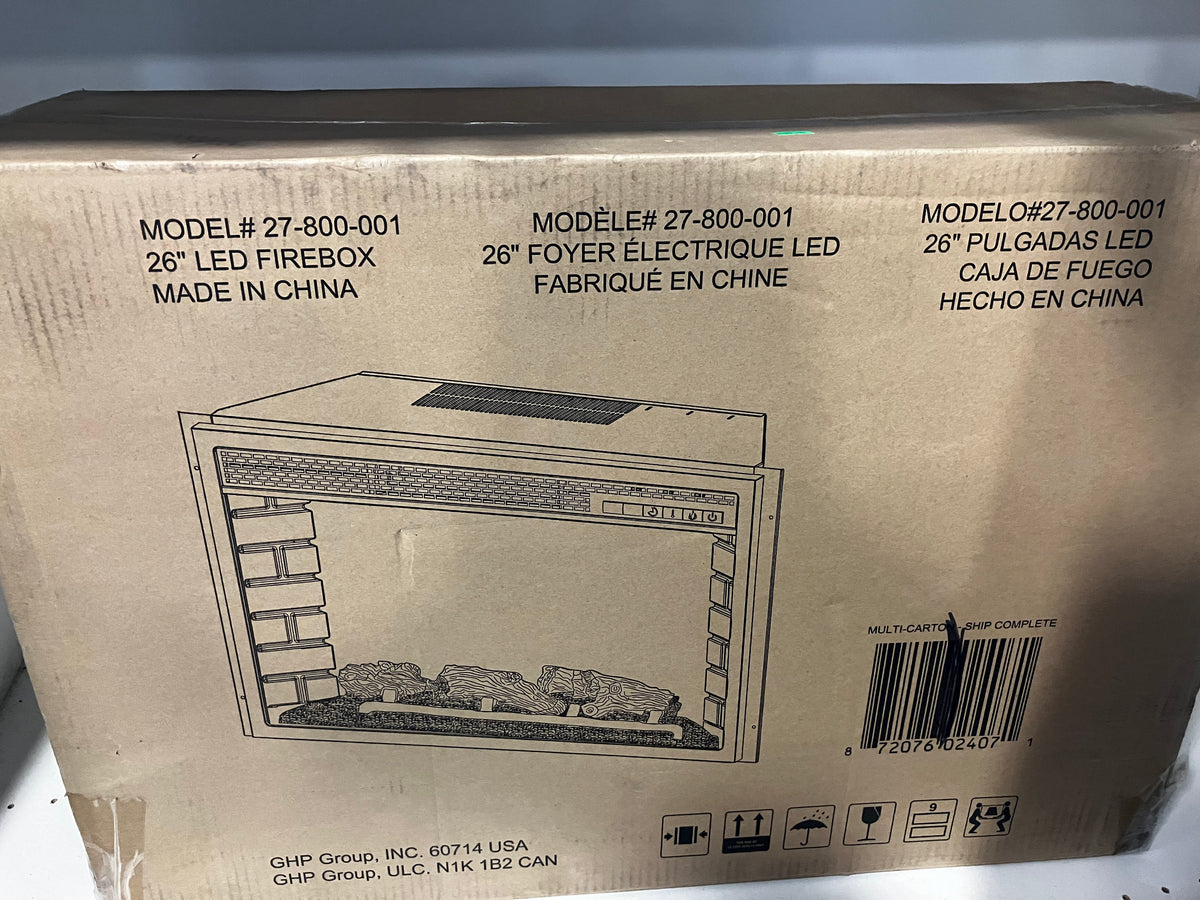 MODEL# 27-800-001
26" LED FIREBOX
MADE IN CHINA
MODÈLE# 27-800-001
26" FOYER ÉLECTRIQUE LED
FABRIQUÉ EN CHINE
MODELO#27-800-001
26" PULGADAS LED
CAJA DE FUEGO
HECHO EN CHINA
MULTI-CARTON - SHIP COMPLETE
8 72076 02407 1
9
GHP Group, INC. 60714 USA
GHP Group, ULC. N1K 1B2 CAN